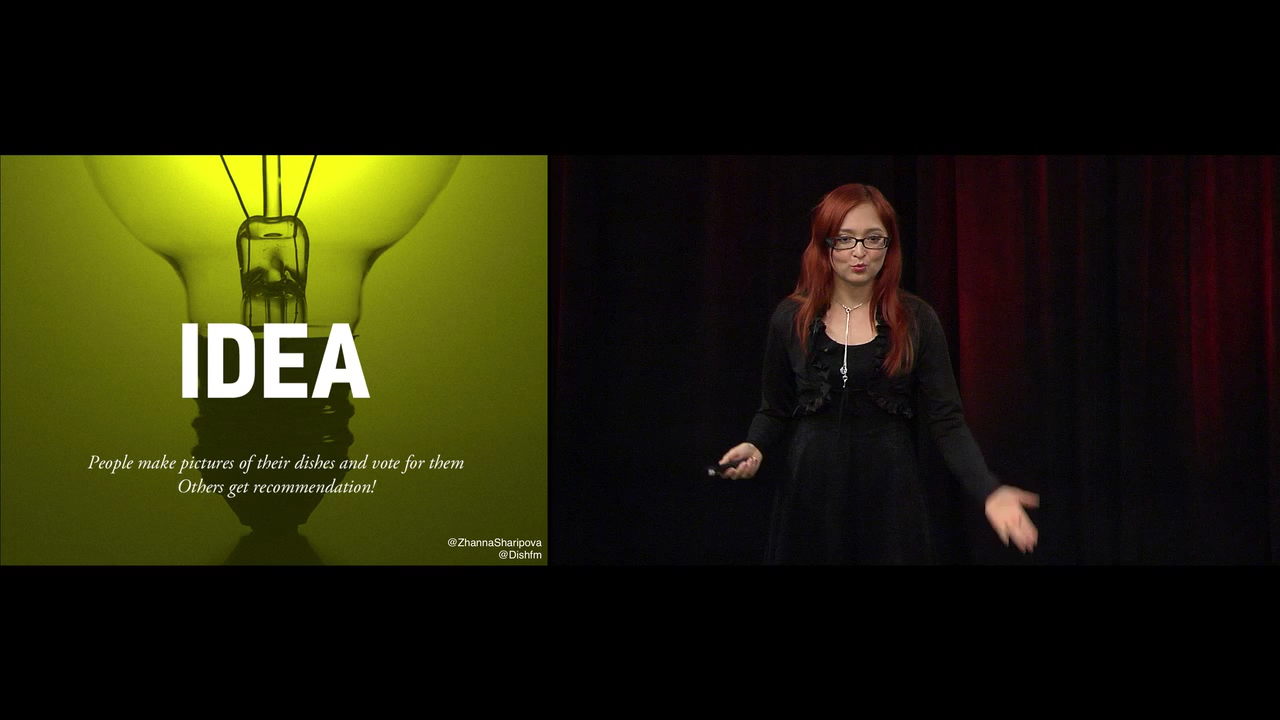 IDEA
People make pictures of their dishes and vote for them
Others get recommendation!
@ZhannaSharipova
@Dishfm